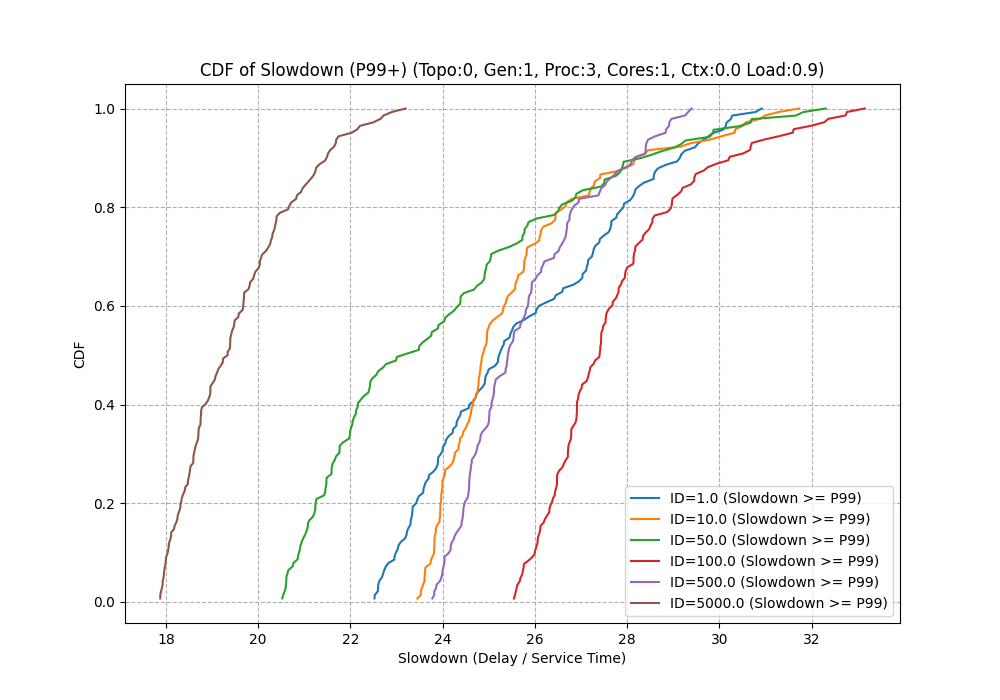 CDF of Slowdown (P99+) (Topo:0, Gen:1, Proc:3, Cores:1, Ctx:0.0 Load:0.9)
1.0
0.8
0.6
0.4
0.2
0.0
CDF
ID=1.0 (Slowdown >= P99)
ID=10.0 (Slowdown >= P99)
ID=50.0 (Slowdown >= P99)
ID=100.0 (Slowdown >= P99)
ID=500.0 (Slowdown >= P99)
ID=5000.0 (Slowdown >= P99)
18 20 22 24 26 28 30 32
Slowdown (Delay / Service Time)